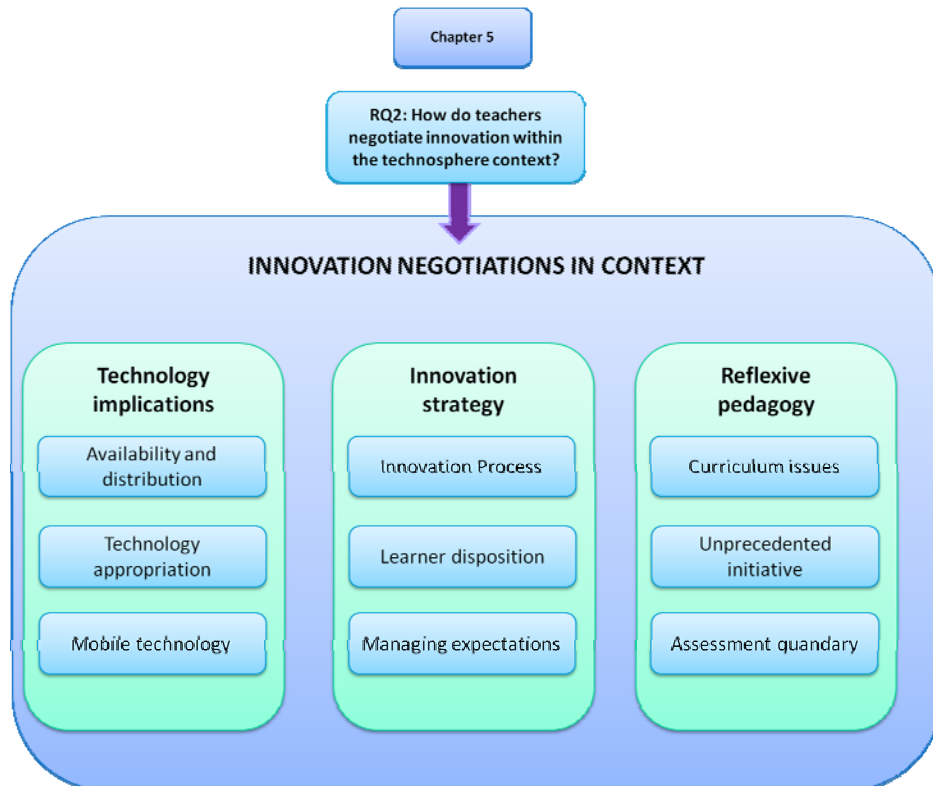 Chapter 5
RQ2: How do teachers
negotiate innovation within
the technosphere context?
INNOVATION NEGOTIATIONS IN CONTEXT
Technology
implications
Availability and
distribution
Technology
appropriation
Mobile technology
Innovation
strategy
Innovation Process
Learner disposition
Managing expectations
Reflexive
pedagogy
Curriculum issues
Unprecedented
initiative
Assessment quandary